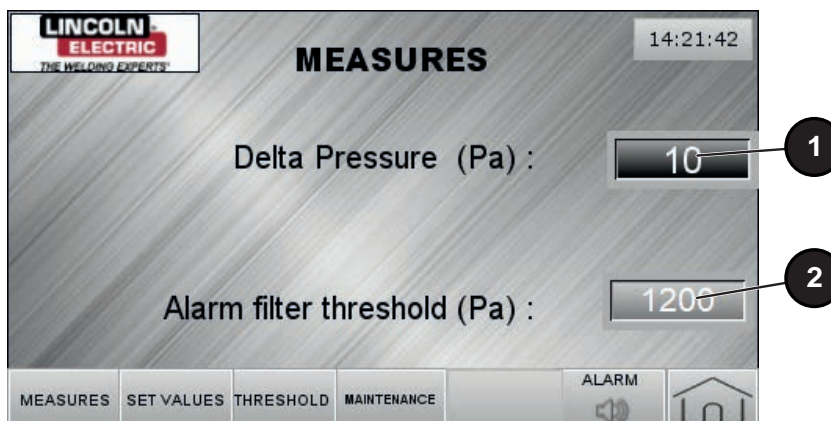 LINCOLN
ELECTRIC
THE WELDING EXPERTS®
14:21:42
MEASURES
Delta Pressure (Pa) :
10
1
Alarm filter threshold (Pa) :
1200
2
MEASURES
SET VALUES
THRESHOLD
MAINTENANCE
ALARM